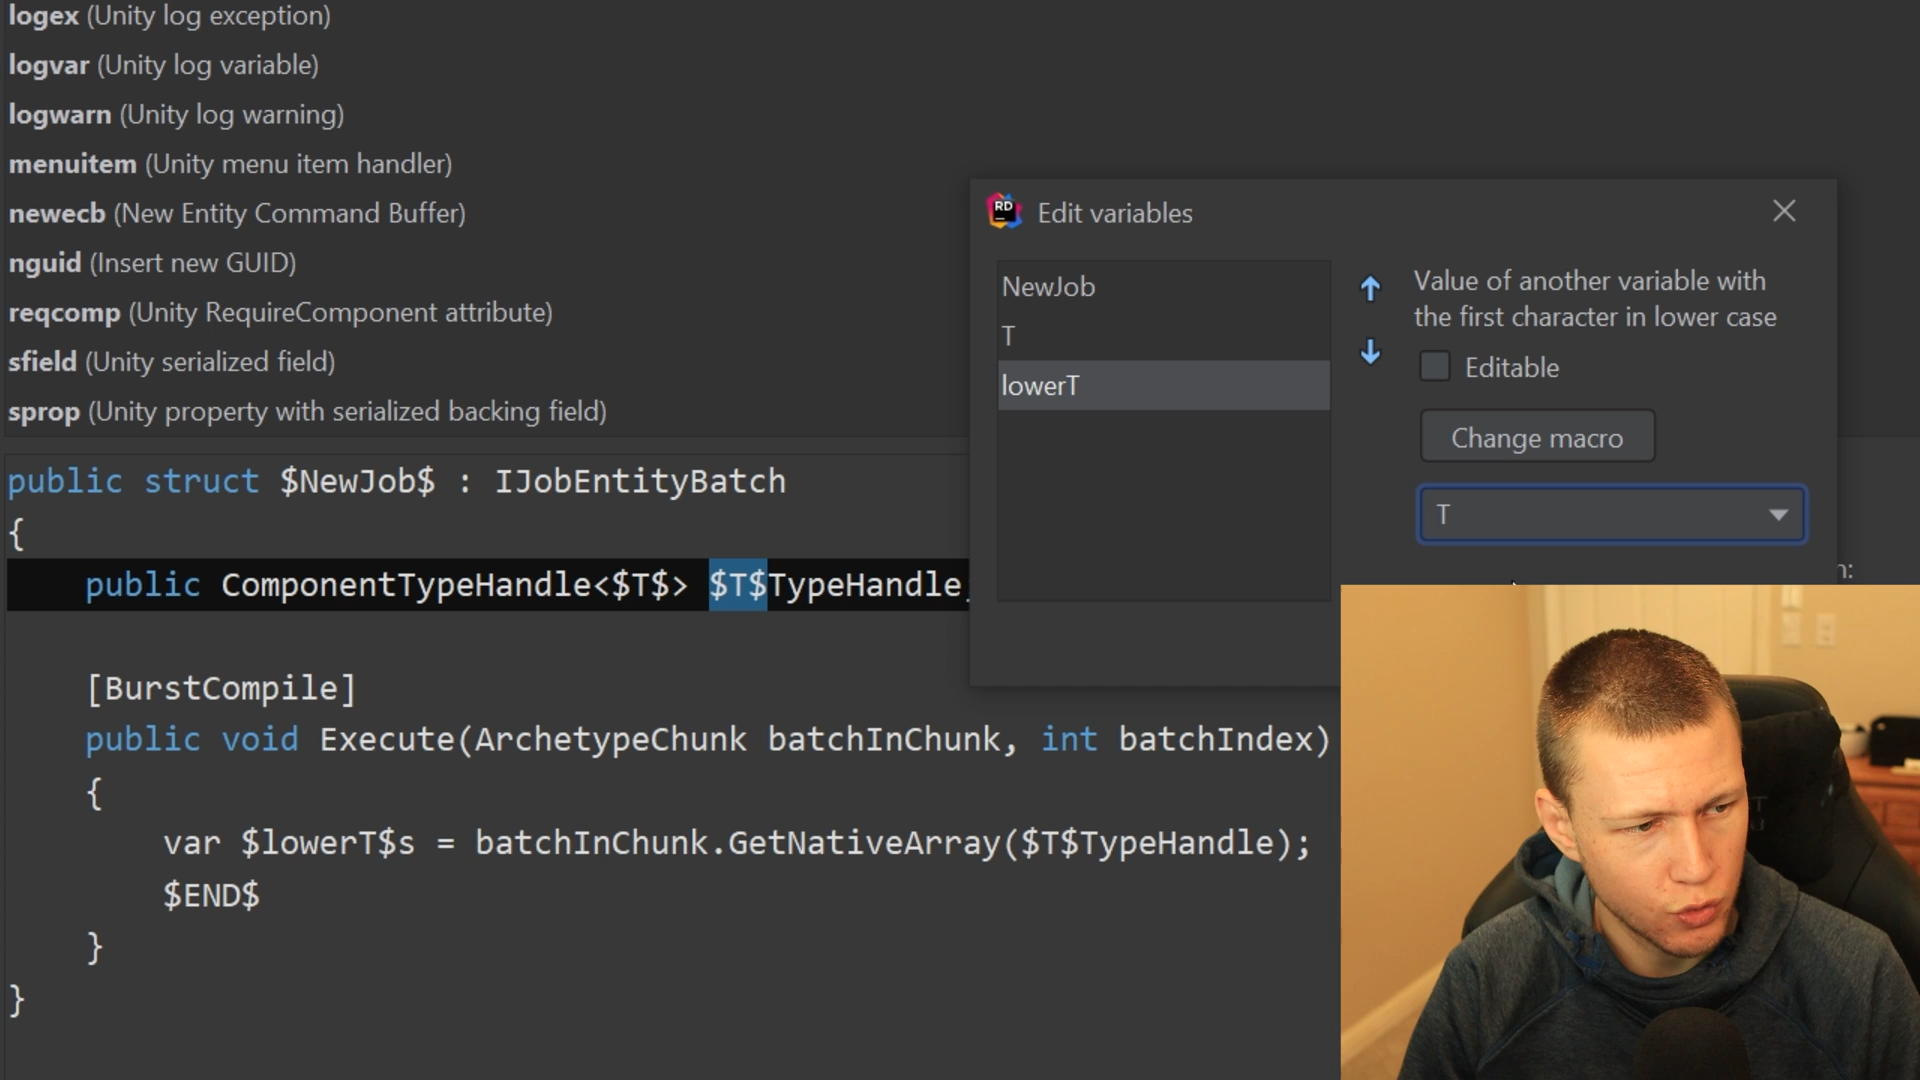 logex (Unity log exception)
logvar (Unity log variable)
logwarn (Unity log warning)
menuitem (Unity menu item handler)
newecb (New Entity Command Buffer)
nguid (Insert new GUID)
reqcomp (Unity RequireComponent attribute)
sfield (Unity serialized field)
sprop (Unity property with serialized backing field)
public struct $NewJob$ : IJobEntityBatch
{
public ComponentTypeHandle<$T$> $T$TypeHandle;
[BurstCompile]
public void Execute(ArchetypeChunk batchInChunk, int batchIndex)
{
var $lowerT$s = batchInChunk.GetNativeArray($T$TypeHandle);
$END$
}
}
RD
Edit variables
NewJob
T
lowerT
Value of another variable with
the first character in lower case
Editable
Change macro
T